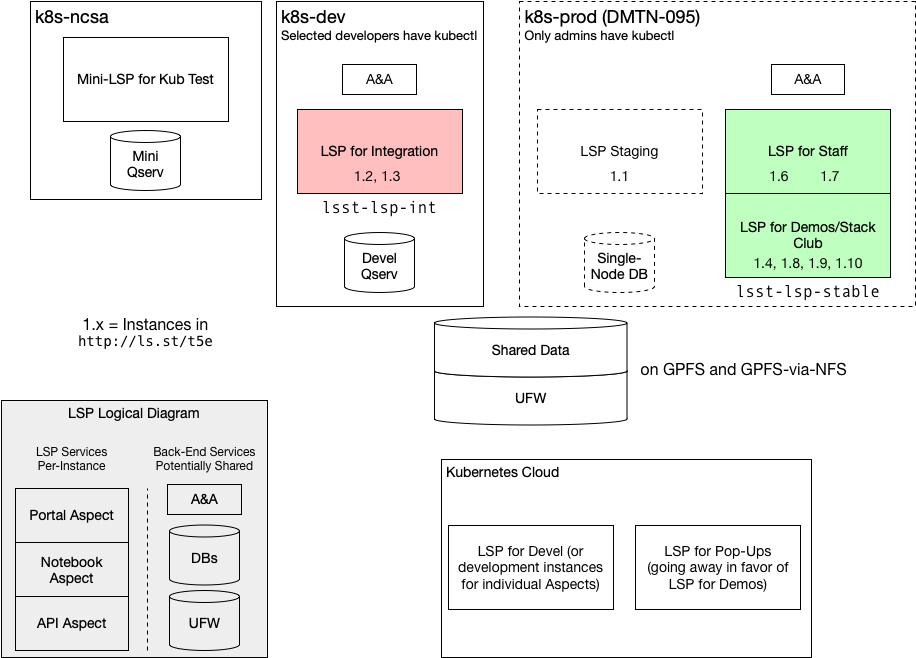 k8s-ncsa
Mini-LSP for Kub Test
Mini
Qserv
k8s-dev
Selected developers have kubectl
A&A
LSP for Integration
1.2, 1.3
lsst-lsp-int
Devel
Qserv
k8s-prod (DMTN-095)
Only admins have kubectl
A&A
LSP Staging
1.1
Single-
Node DB
LSP for Staff
1.6 1.7
LSP for Demos/Stack
Club
1.4, 1.8, 1.9, 1.10
lsst-lsp-stable
1.x = Instances in
http://ls.st/t5e
Shared Data
UFW
on GPFS and GPFS-via-NFS
LSP Logical Diagram
LSP Services
Per-Instance
Portal Aspect
Notebook
Aspect
API Aspect
Back-End Services
Potentially Shared
A&A
DBs
UFW
Kubernetes Cloud
LSP for Devel (or
development instances
for individual Aspects)
LSP for Pop-Ups
(going away in favor of
LSP for Demos)